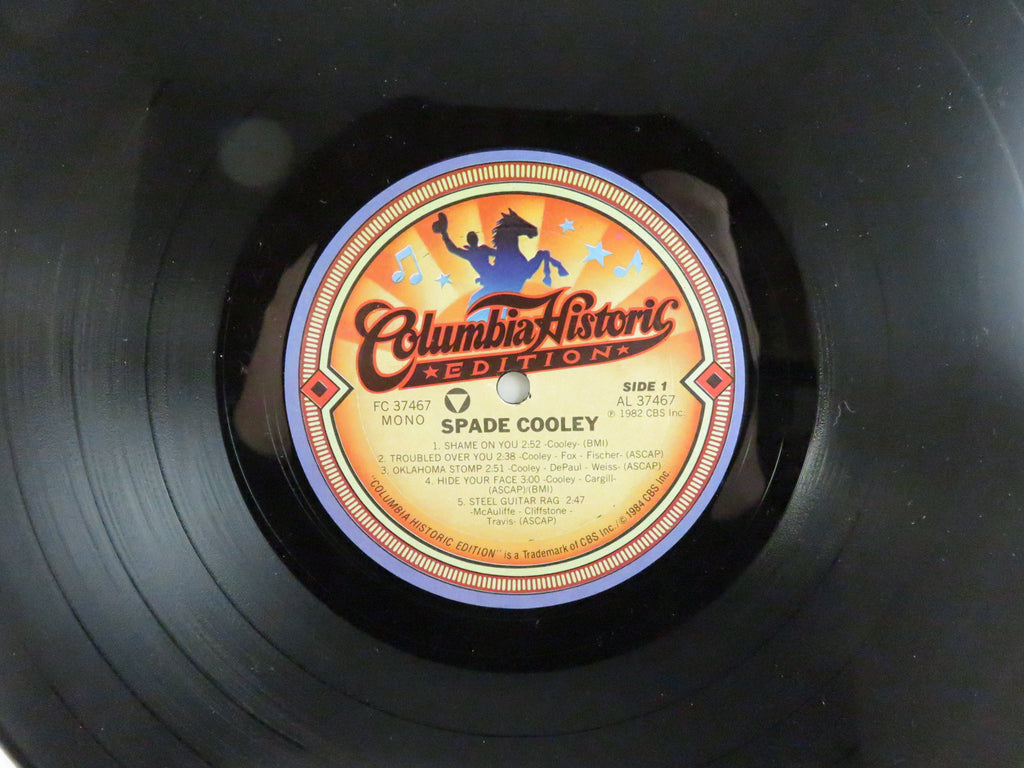 Columbia Historic
★EDITION★
FC 37467
MONO
SIDE 1
AL 37467
℗ 1982 CBS Inc.
SPADE COOLEY
1. SHAME ON YOU 2:52 -Cooley- (BMI)
2. TROUBLED OVER YOU 2:38 -Cooley - Fox - Fischer- (ASCAP)
3. OKLAHOMA STOMP 2:51 -Cooley - DePaul - Weiss- (ASCAP)
4. HIDE YOUR FACE 3:00 -Cooley - Cargill-
(ASCAP)/(BMI)
5. STEEL GUITAR RAG 2:47
-McAuliffe - Cliffstone -
Travis- (ASCAP)
"COLUMBIA HISTORIC EDITION" is a Trademark of CBS Inc./© 1984 CBS Inc